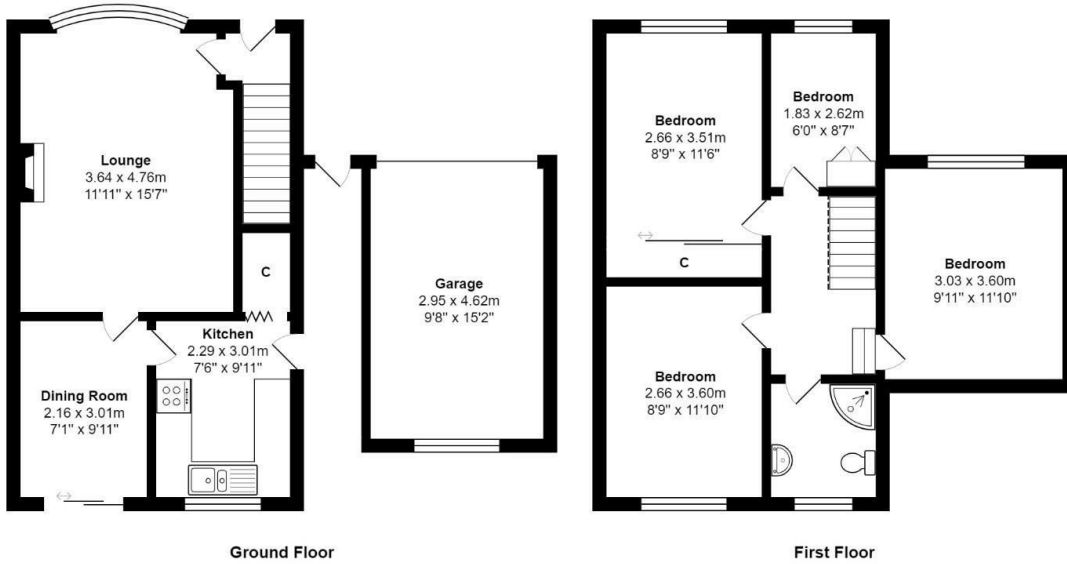 Lounge
3.64 x 4.76m
11'11" x 15'7"
C
Kitchen
2.29 x 3.01m
7'6" x 9'11"
Dining Room
2.16 x 3.01m
7'1" x 9'11"
Garage
2.95 x 4.62m
9'8" x 15'2"
Ground Floor
Bedroom
2.66 x 3.51m
8'9" x 11'6"
C
Bedroom
1.83 x 2.62m
6'0" x 8'7"
Bedroom
3.03 x 3.60m
9'11" x 11'10"
Bedroom
2.66 x 3.60m
8'9" x 11'10"
First Floor